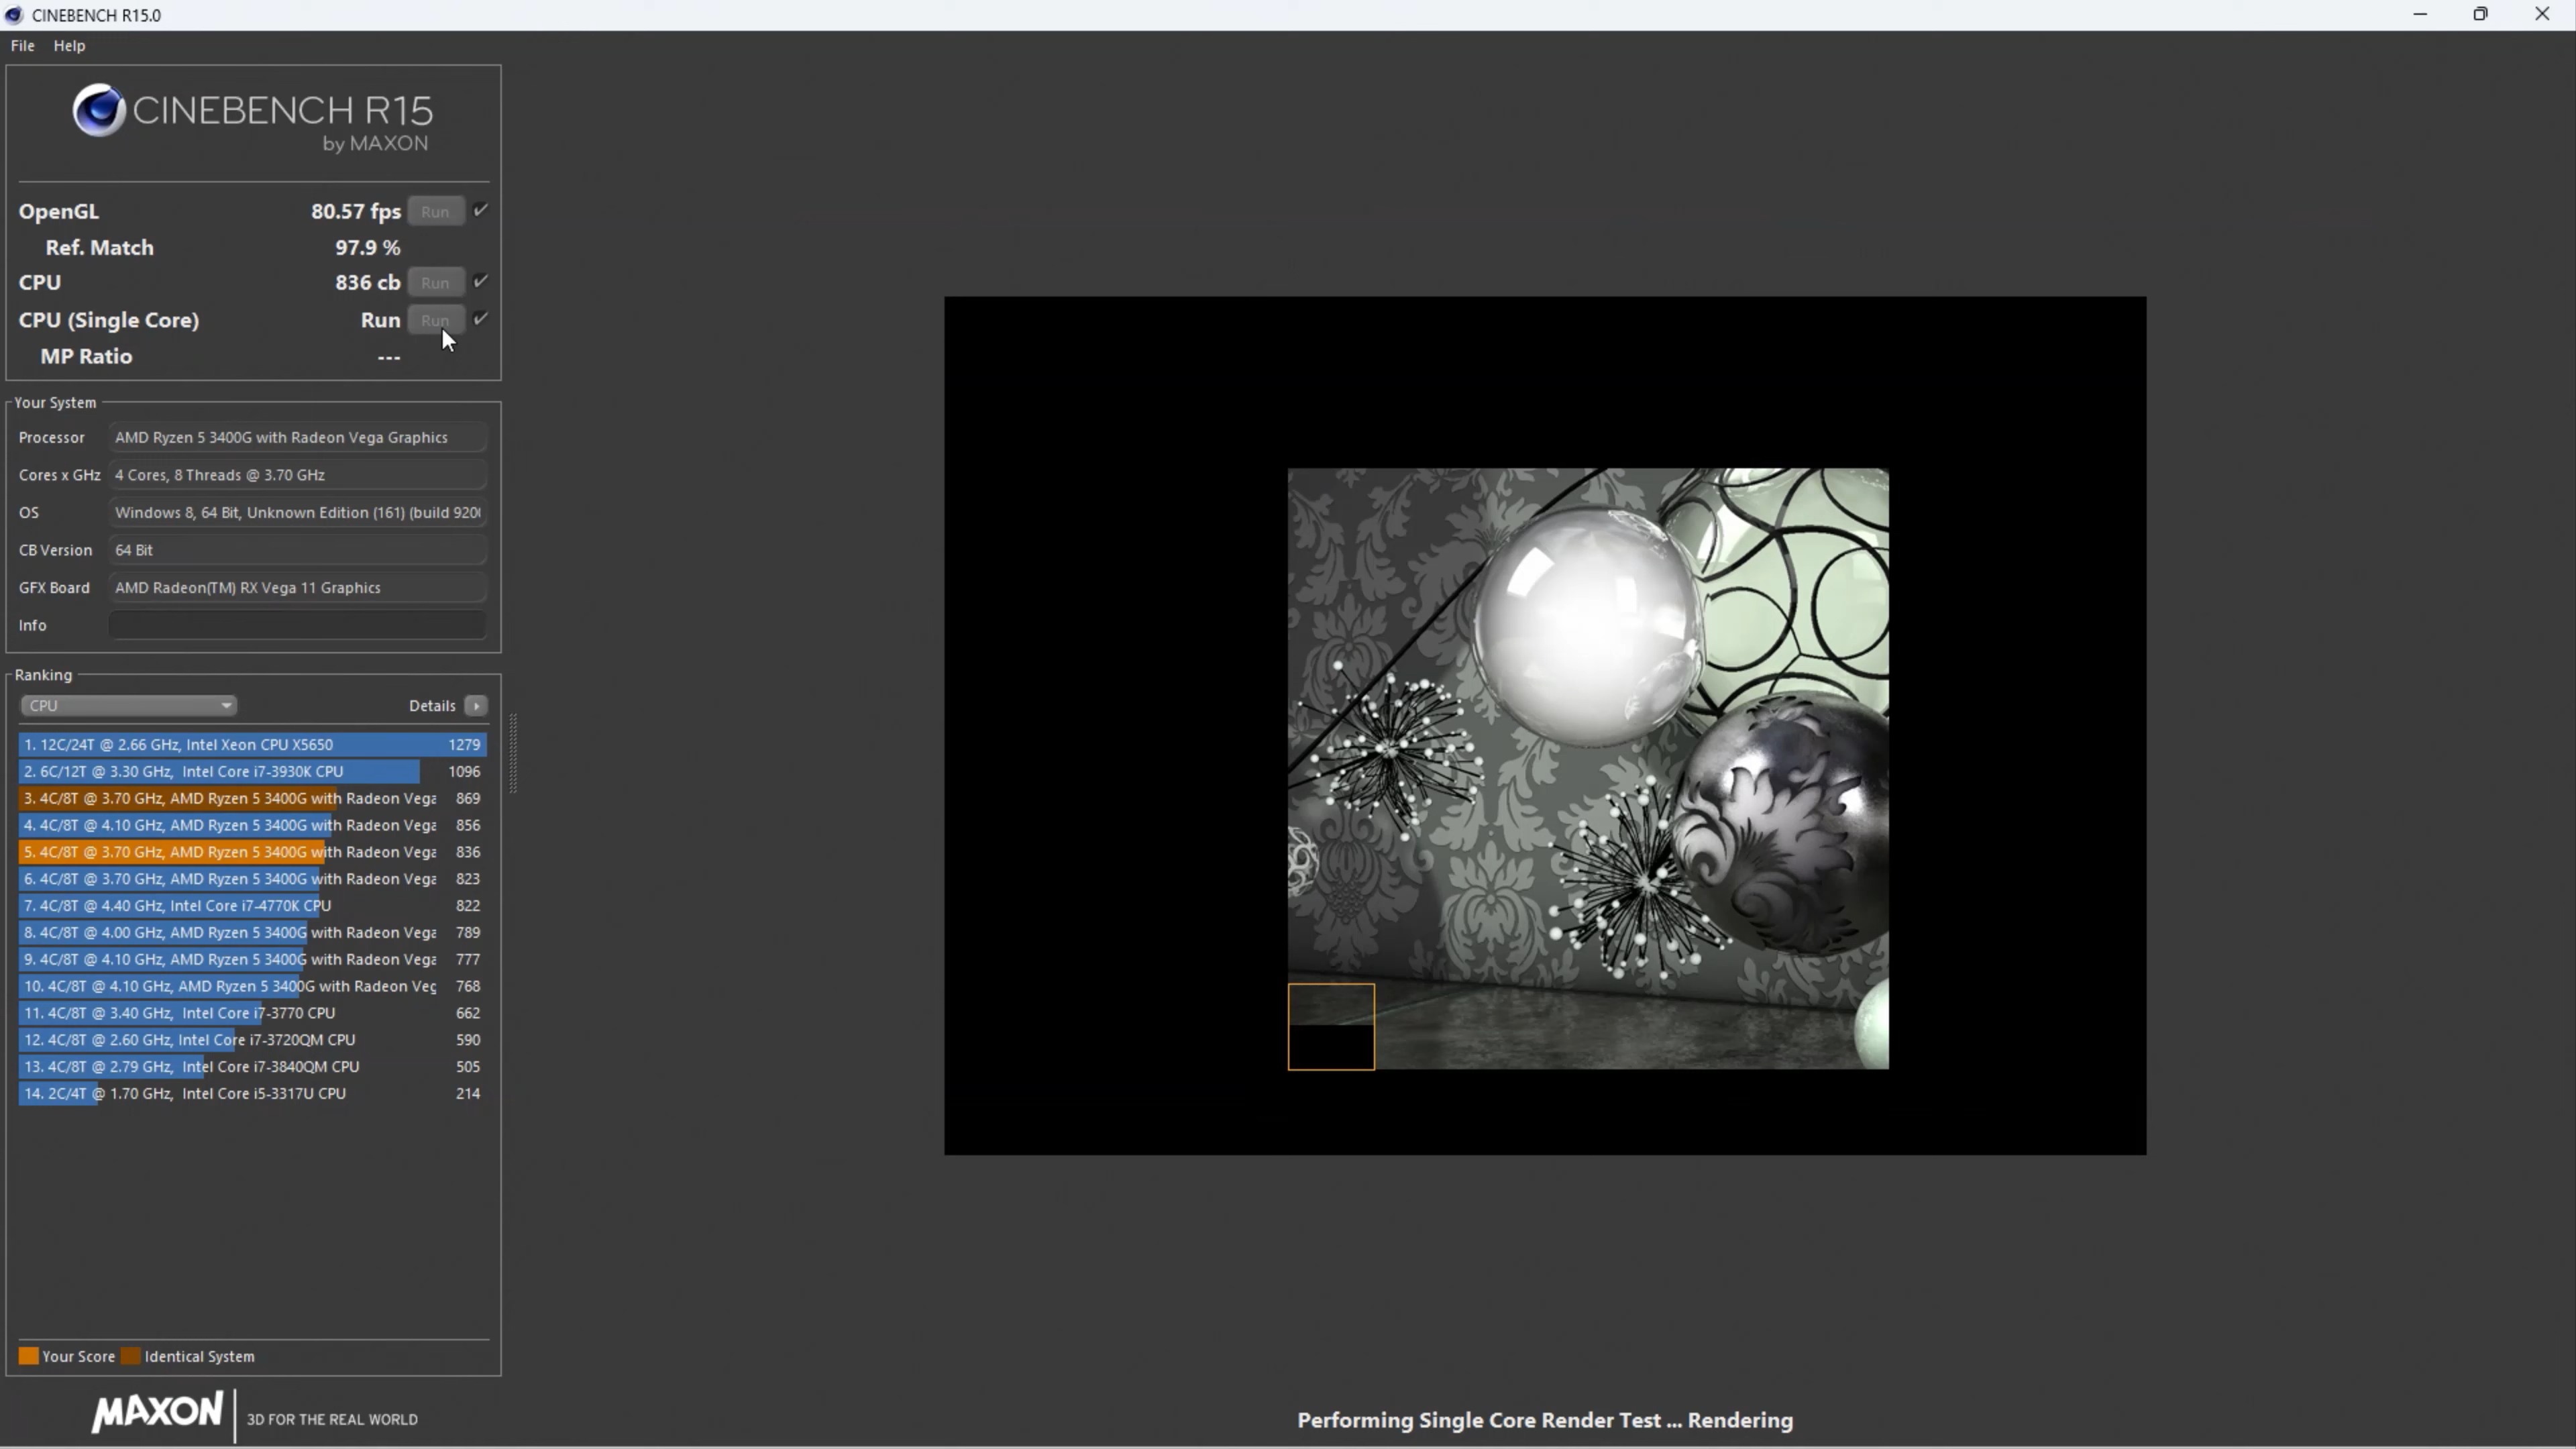 CINEBENCH R15.0
File Help
CINEBENCH R15
by MAXON
OpenGL 80.57 fps Run
Ref. Match 97.9 %
CPU 836 cb Run
CPU (Single Core) Run Run
MP Ratio ---
Your System
Processor AMD Ryzen 5 3400G with Radeon Vega Graphics
Cores x GHz 4 Cores, 8 Threads @ 3.70 GHz
OS Windows 8, 64 Bit, Unknown Edition (161) (build 920
CB Version 64 Bit
GFX Board AMD Radeon(TM) RX Vega 11 Graphics
Info
Ranking
CPU Details
1. 12C/24T @ 2.66 GHz, Intel Xeon CPU X5650 1279
2. 6C/12T @ 3.30 GHz, Intel Core i7-3930K CPU 1096
3. 4C/8T @ 3.70 GHz, AMD Ryzen 5 3400G with Radeon Vega 869
4. 4C/8T @ 4.10 GHz, AMD Ryzen 5 3400G with Radeon Vega 856
5. 4C/8T @ 3.70 GHz, AMD Ryzen 5 3400G with Radeon Vega 836
6. 4C/8T @ 3.70 GHz, AMD Ryzen 5 3400G with Radeon Vega 823
7. 4C/8T @ 4.40 GHz, Intel Core i7-4770K CPU 822
8. 4C/8T @ 4.00 GHz, AMD Ryzen 5 3400G with Radeon Vega 789
9. 4C/8T @ 4.10 GHz, AMD Ryzen 5 3400G with Radeon Vega 777
10. 4C/8T @ 4.10 GHz, AMD Ryzen 5 3400G with Radeon Veg 768
11. 4C/8T @ 3.40 GHz, Intel Core i7-3770 CPU 662
12. 4C/8T @ 2.60 GHz, Intel Core i7-3720QM CPU 590
13. 4C/8T @ 2.79 GHz, Intel Core i7-3840QM CPU 505
14. 2C/4T @ 1.70 GHz, Intel Core i5-3317U CPU 214
Your Score Identical System
MAXON 3D FOR THE REAL WORLD
Performing Single Core Render Test ... Rendering